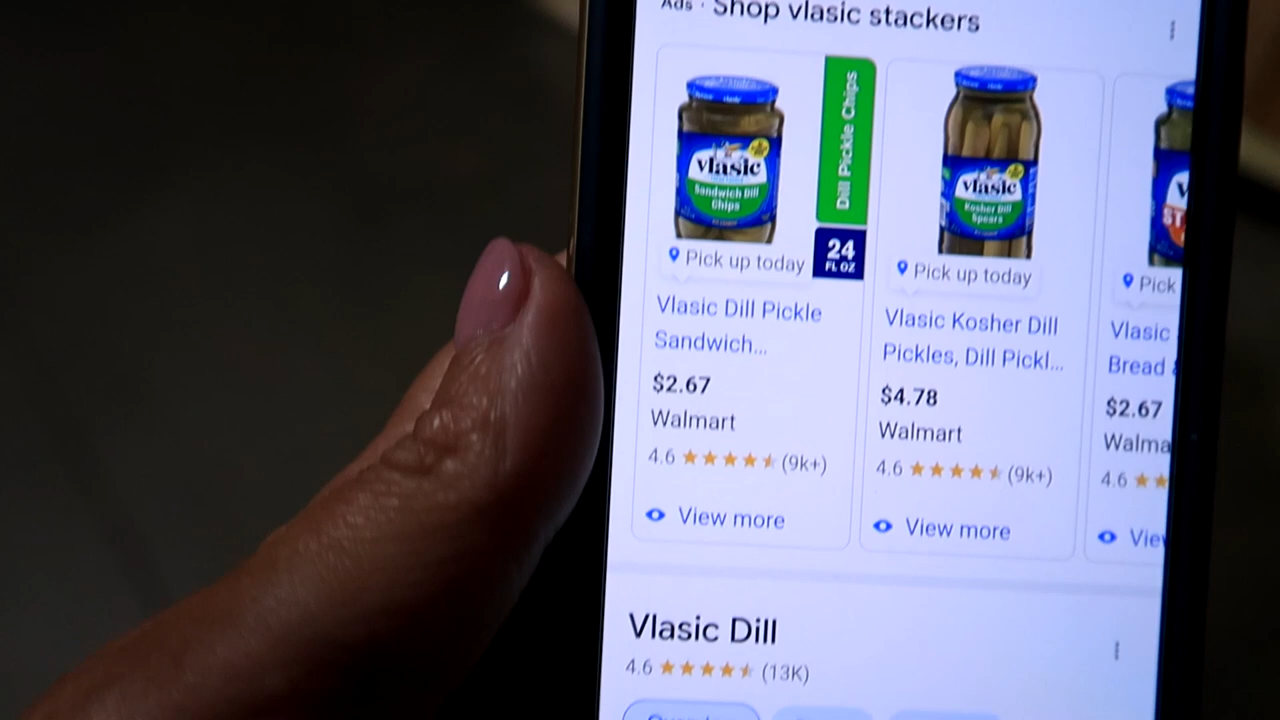 Ads · Shop vlasic stackers
vlasic
Sandwich Dill
Chips
Dill Pickle Chips
24
FL OZ
Pick up today
Vlasic Dill Pickle
Sandwich...
$2.67
Walmart
4.6 (9k+)
View more
vlasic
Kosher Dill
Spears
Pick up today
Vlasic Kosher Dill
Pickles, Dill Pickl...
$4.78
Walmart
4.6 (9k+)
View more
Pick
Vlasic
Bread
$2.67
Walma
4.6
Vie
Vlasic Dill
4.6 (13K)